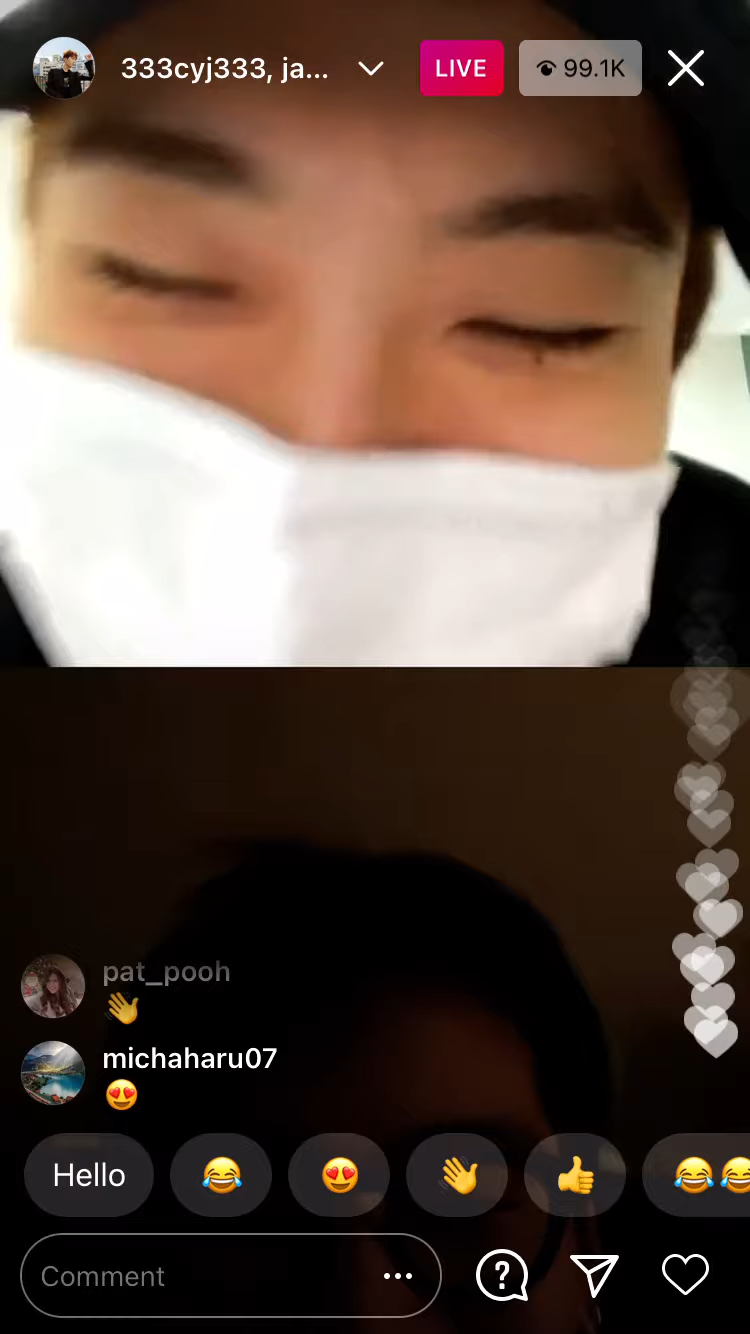 333cyj333, ja...
LIVE
99.1K
pat_pooh
👋
michaharu07
😍
Hello 😂 😍 👋 👍 😂😂
Comment